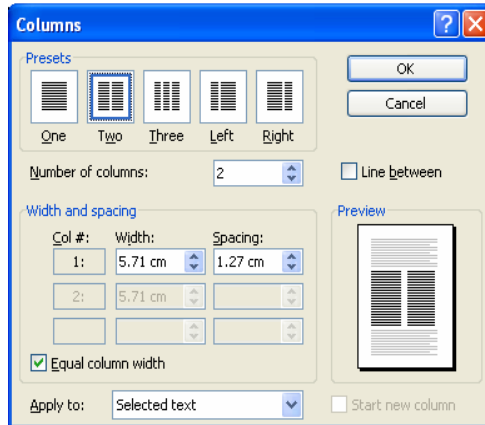 Columns
Presets
OK
Cancel
One Two Three Left Right
Number of columns: 2
Line between
Width and spacing
Preview
Col #: Width: Spacing:
1: 5.71 cm 1.27 cm
2: 5.71 cm
Equal column width
Apply to: Selected text
Start new column